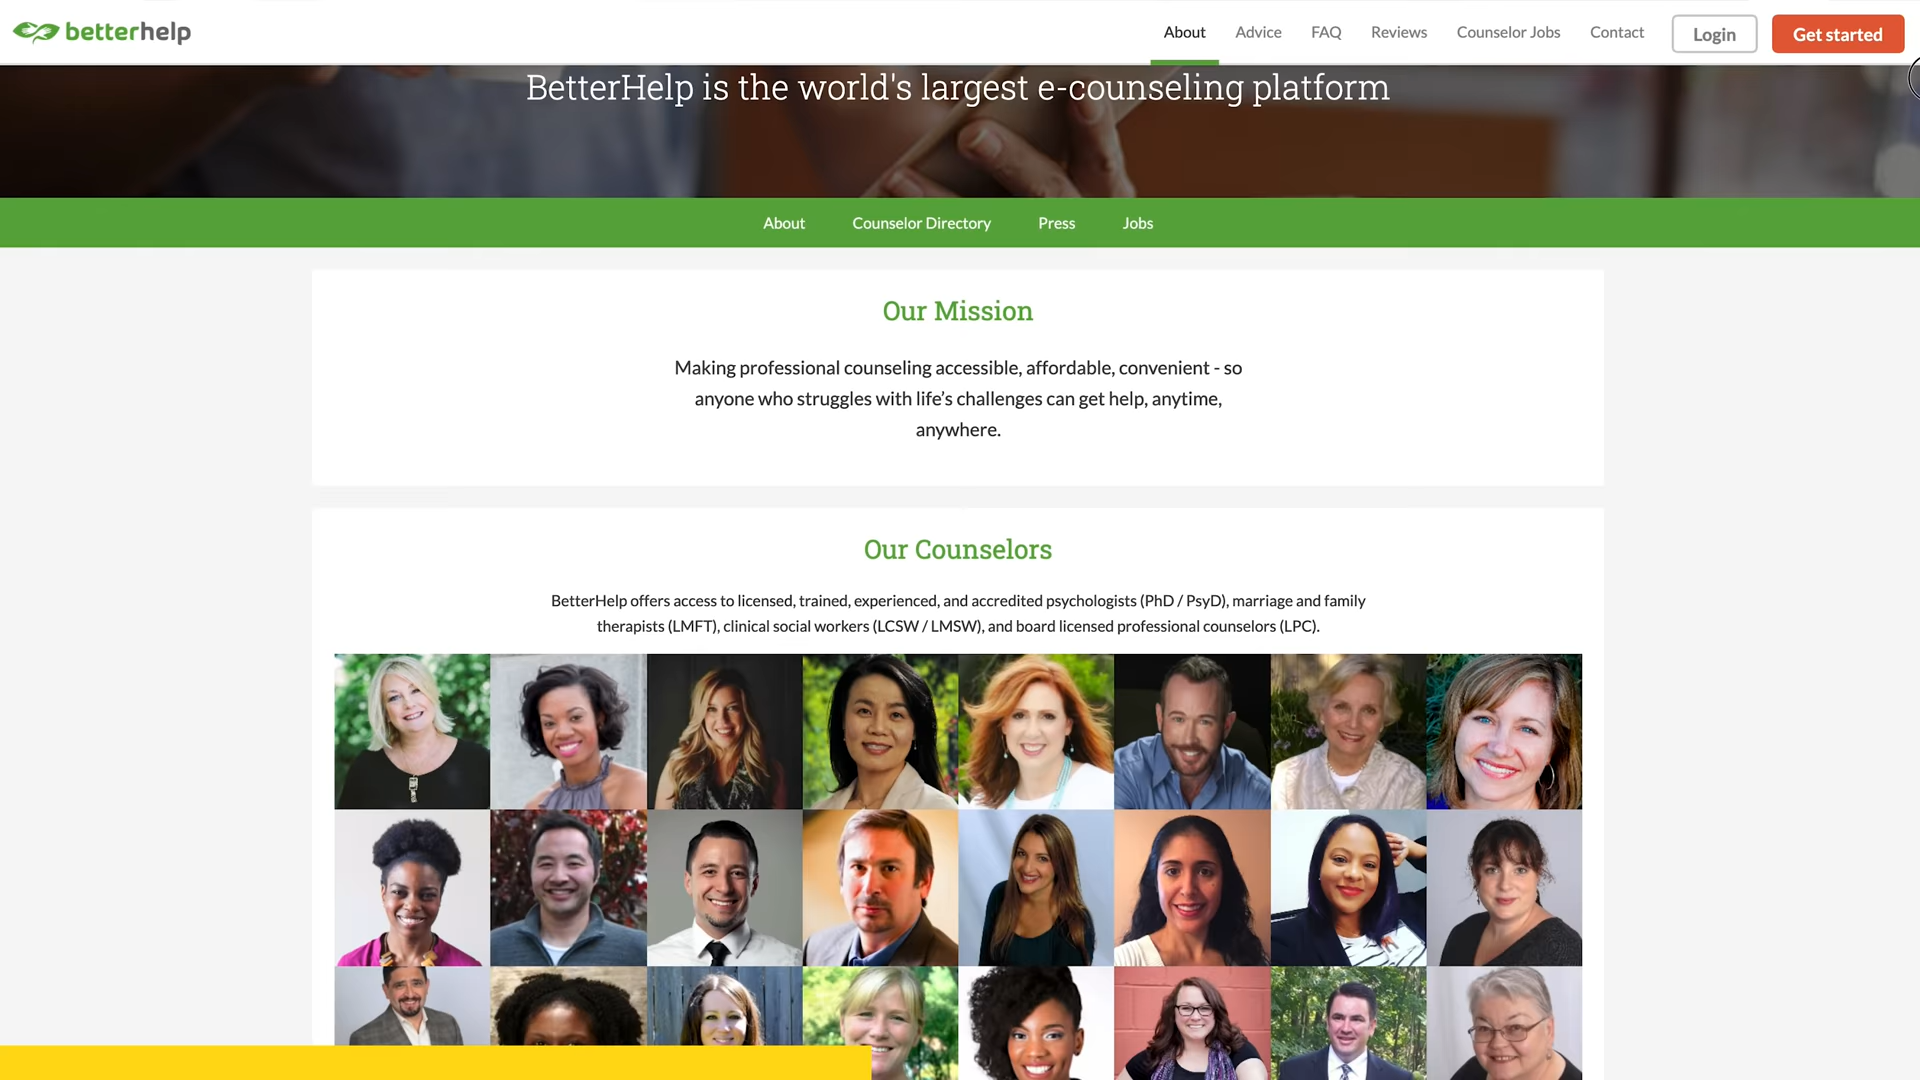 betterhelp
About
Advice
FAQ
Reviews
Counselor Jobs
Contact
Login
Get started
BetterHelp is the world's largest e-counseling platform
About
Counselor Directory
Press
Jobs
Our Mission
Making professional counseling accessible, affordable, convenient - so
anyone who struggles with life’s challenges can get help, anytime,
anywhere.
Our Counselors
BetterHelp offers access to licensed, trained, experienced, and accredited psychologists (PhD / PsyD), marriage and family
therapists (LMFT), clinical social workers (LCSW / LMSW), and board licensed professional counselors (LPC).